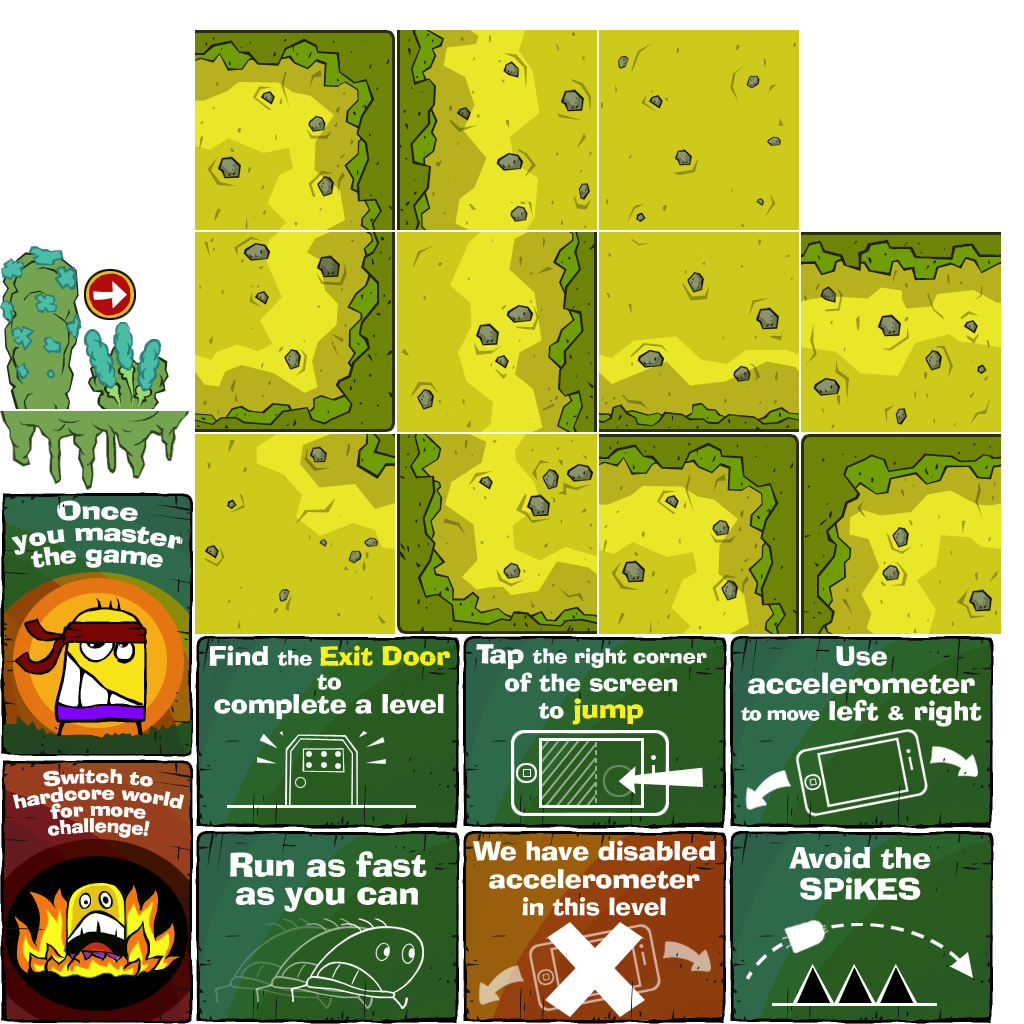 Once
you master
the game
Find the Exit Door
to
complete a level
Tap the right corner
of the screen
to jump
Use
accelerometer
to move left & right
Switch to
hardcore world
for more
challenge!
Run as fast
as you can
We have disabled
accelerometer
in this level
Avoid the
SPiKES